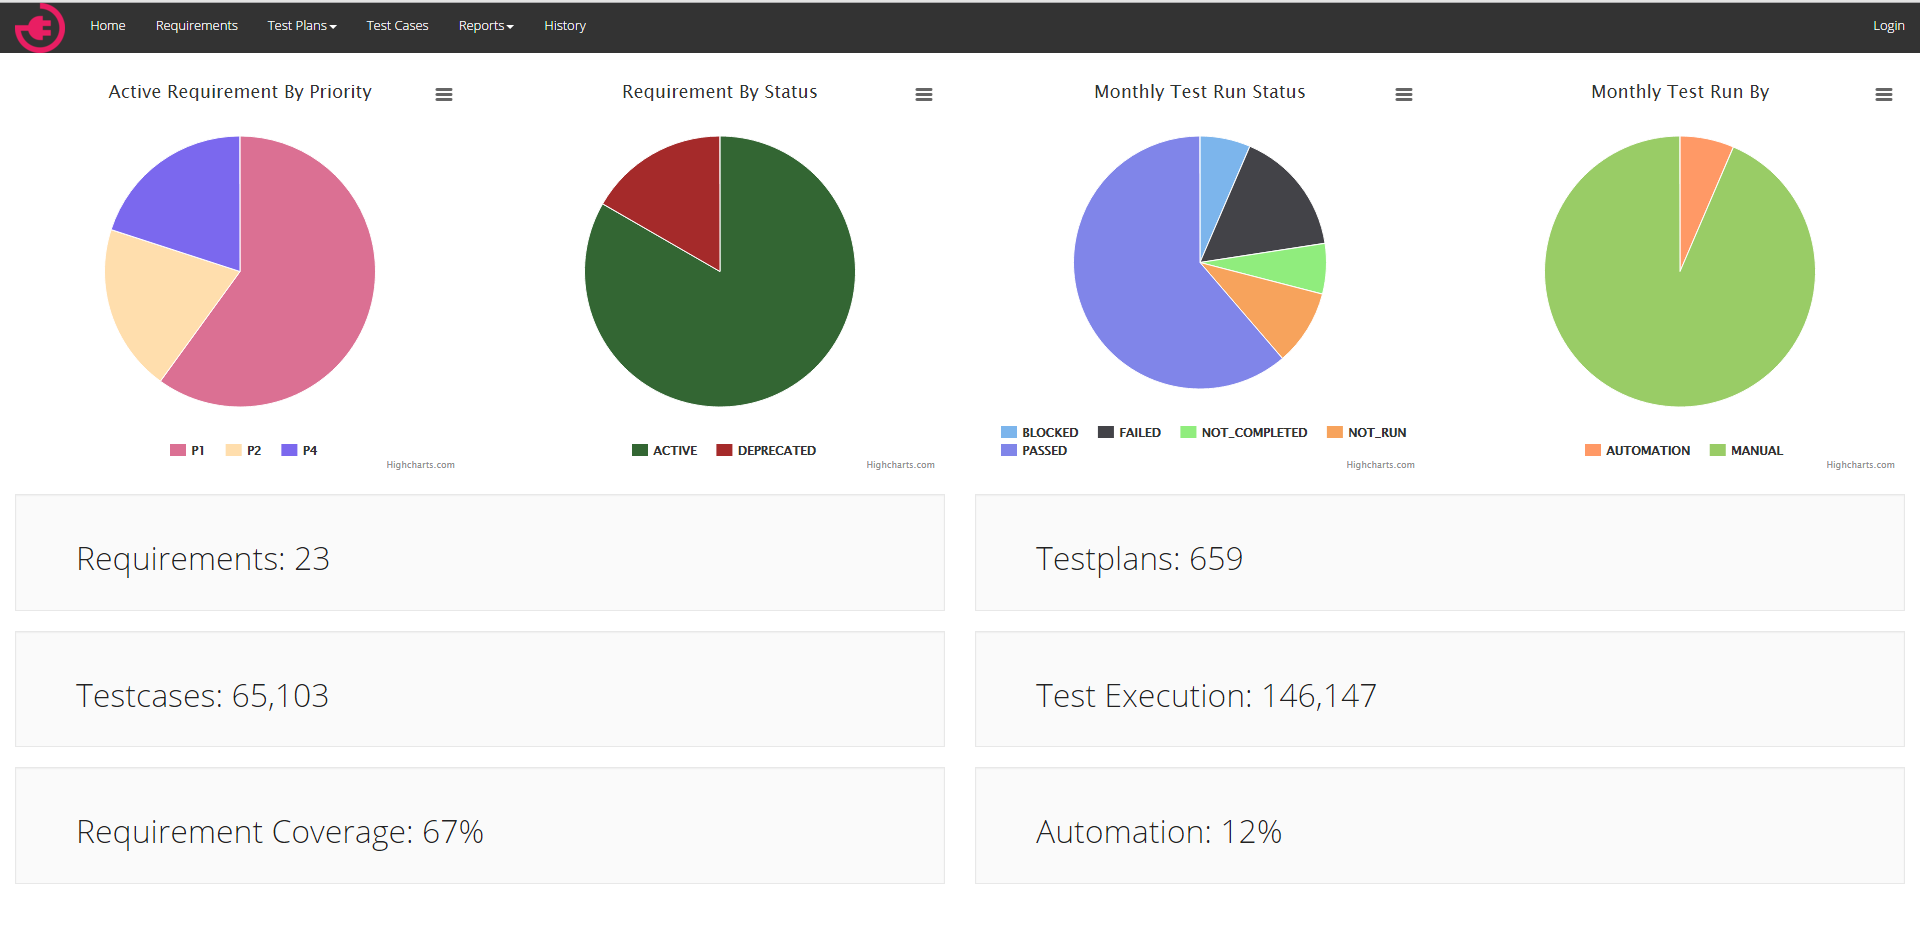 Home Requirements Test Plans Test Cases Reports History Login
Active Requirement By Priority
P1 P2 P4
Highcharts.com
Requirement By Status
ACTIVE DEPRECATED
Highcharts.com
Monthly Test Run Status
BLOCKED FAILED NOT_COMPLETED NOT_RUN
PASSED
Highcharts.com
Monthly Test Run By
AUTOMATION MANUAL
Highcharts.com
Requirements: 23
Testplans: 659
Testcases: 65,103
Test Execution: 146,147
Requirement Coverage: 67%
Automation: 12%